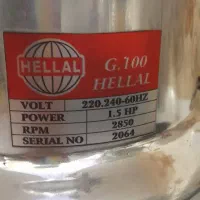 HELLAL
G.100
HELLAL
VOLT 220.240-60HZ
POWER 1.5 HP
RPM 2850
SERIAL NO 2064